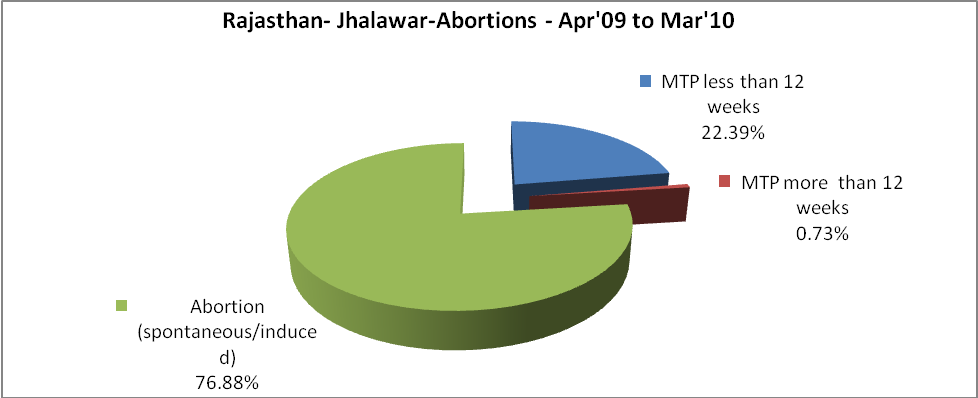 Rajasthan- Jhalawar-Abortions - Apr'09 to Mar'10
MTP less than 12
weeks
22.39%
MTP more than 12
weeks
0.73%
Abortion
(spontaneous/induce
d)
76.88%